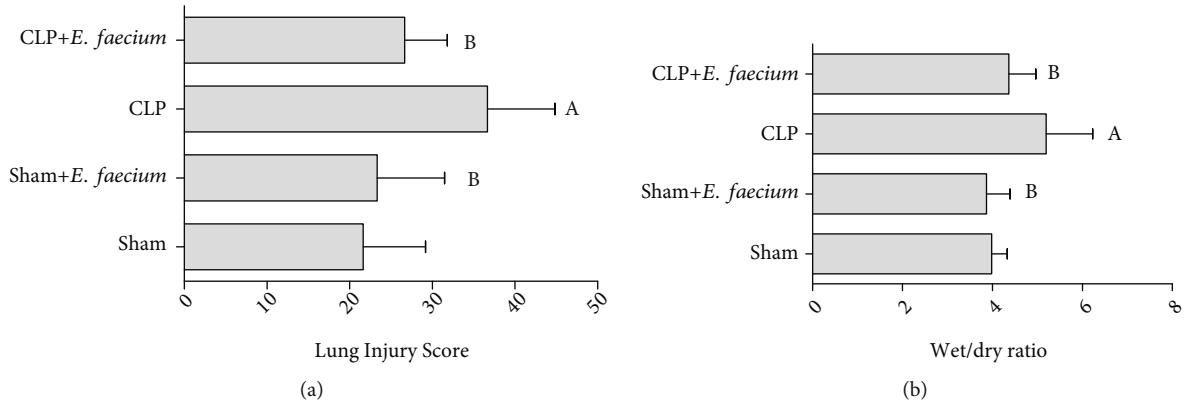 CLP+E. faecium
B
CLP
A
Sham+E. faecium
B
Sham
0
10
20
30
40
50
Lung Injury Score
(a)
CLP+E. faecium
B
CLP
A
Sham+E. faecium
B
Sham
0
2
4
6
8
Wet/dry ratio
(b)